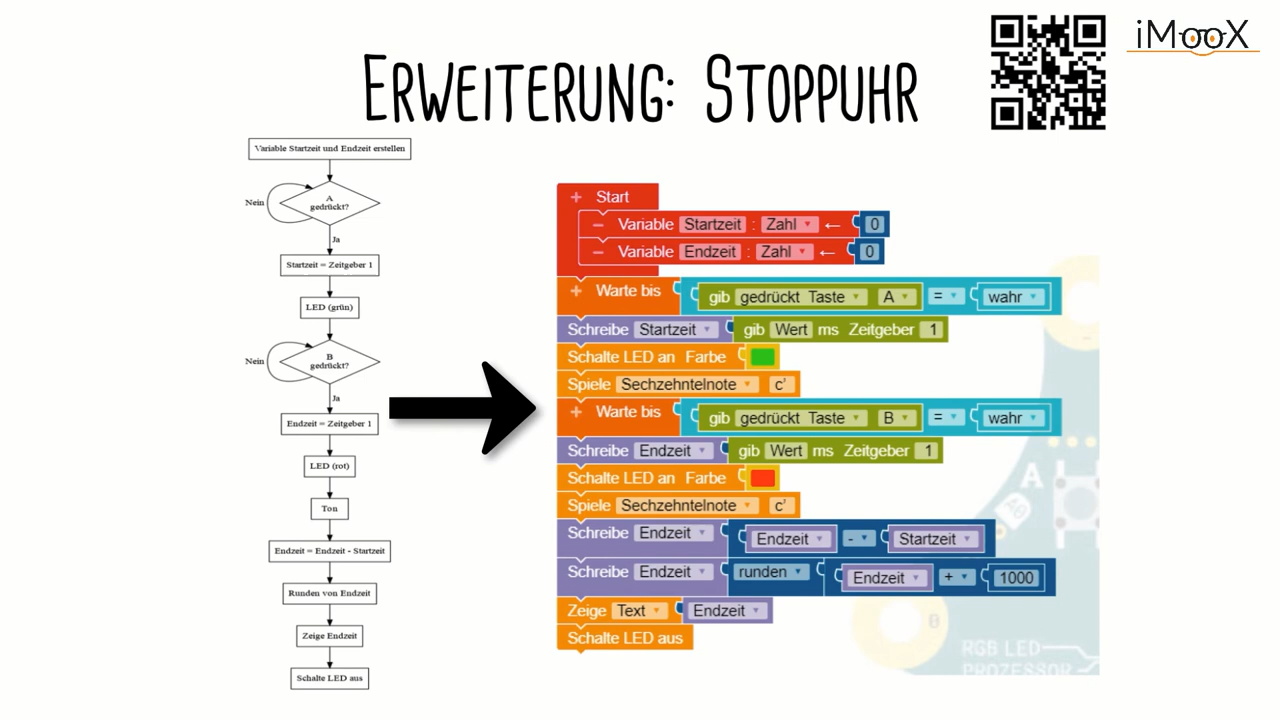 iMooX
ERWEITERUNG: STOPPUHR
Variable Startzeit und Endzeit erstellen
A
gedrückt?
Nein
Ja
Startzeit = Zeitgeber 1
LED (grün)
B
gedrückt?
Nein
Ja
Endzeit = Zeitgeber 1
LED (rot)
Ton
Endzeit = Endzeit - Startzeit
Runden von Endzeit
Zeige Endzeit
Schalte LED aus
+ Start
− Variable Startzeit : Zahl ← 0
− Variable Endzeit : Zahl ← 0
+ Warte bis gib gedrückt Taste A = wahr
Schreibe Startzeit gib Wert ms Zeitgeber 1
Schalte LED an Farbe
Spiele Sechzehntelnote c'
+ Warte bis gib gedrückt Taste B = wahr
Schreibe Endzeit gib Wert ms Zeitgeber 1
Schalte LED an Farbe
Spiele Sechzehntelnote c'
Schreibe Endzeit Endzeit - Startzeit
Schreibe Endzeit runden Endzeit + 1000
Zeige Text Endzeit
Schalte LED aus
A
0
RGB LED
PROZESSOR